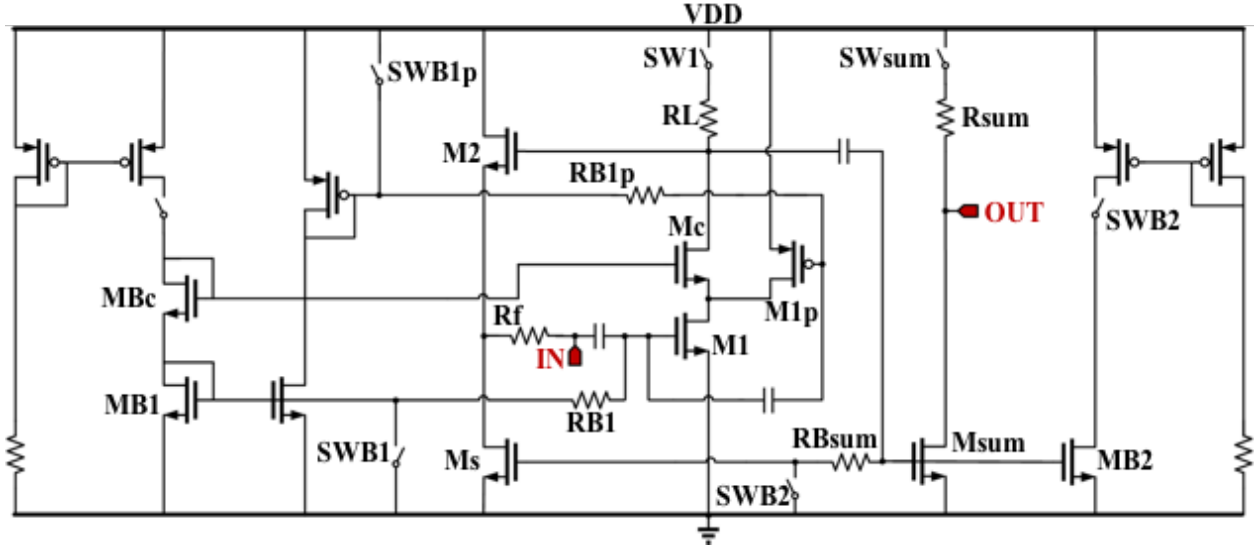 VDD
SWB1p
SW1
SWsum
RL
Rsum
M2
RB1p
OUT
Mc
SWB2
MBc
M1p
Rf
IN
M1
MB1
RB1
SWB1
Ms
RBsum
Msum
MB2
SWB2